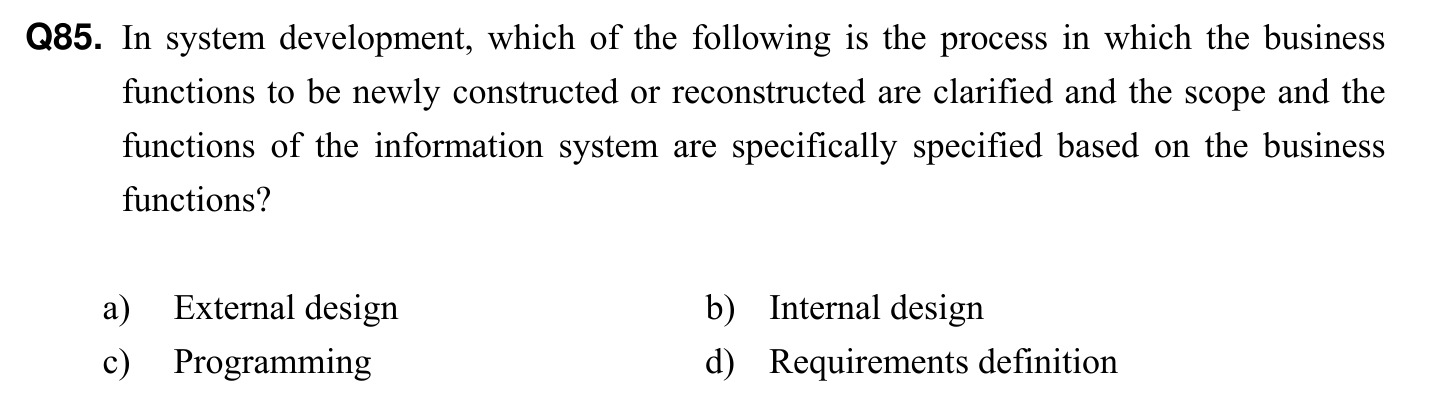 Q85. In system development, which of the following is the process in which the business
functions to be newly constructed or reconstructed are clarified and the scope and the
functions of the information system are specifically specified based on the business
functions?
a) External design b) Internal design
c) Programming d) Requirements definition